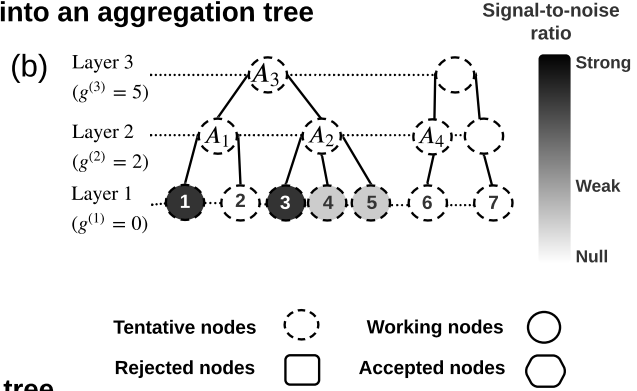 into an aggregation tree
Signal-to-noise
ratio
(b)
Layer 3
(g⁽³⁾ = 5)
A₃
Strong
Layer 2
(g⁽²⁾ = 2)
A₁ A₂ A₄
Weak
Layer 1
(g⁽¹⁾ = 0)
1 2 3 4 5 6 7
Null
Tentative nodes
Working nodes
Rejected nodes
Accepted nodes
tree